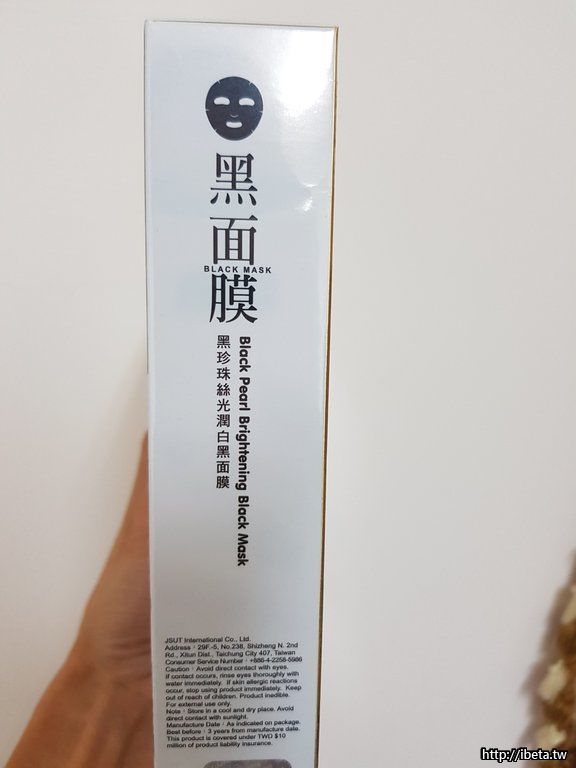 黑面膜
BLACK MASK
黑珍珠絲光潤白黑面膜
Black Pearl Brightening Black Mask
JSUT International Co., Ltd.
Address：29F.-5, No.238, Shizheng N. 2nd
Rd., Xitun Dist., Taichung City 407, Taiwan
Consumer Service Number：+886-4-2258-5986
Caution：Avoid direct contact with eyes.
If contact occurs, rinse eyes thoroughly with
water immediately. If skin allergic reactions
occur, stop using product immediately. Keep
out of reach of children. Product inedible.
For external use only.
Note：Store in a cool and dry place. Avoid
direct contact with sunlight.
Manufacture Date：As indicated on package.
Best before：3 years from manufacture date.
This product is covered under TWD $10
million of product liability insurance.
http://ibeta.tw